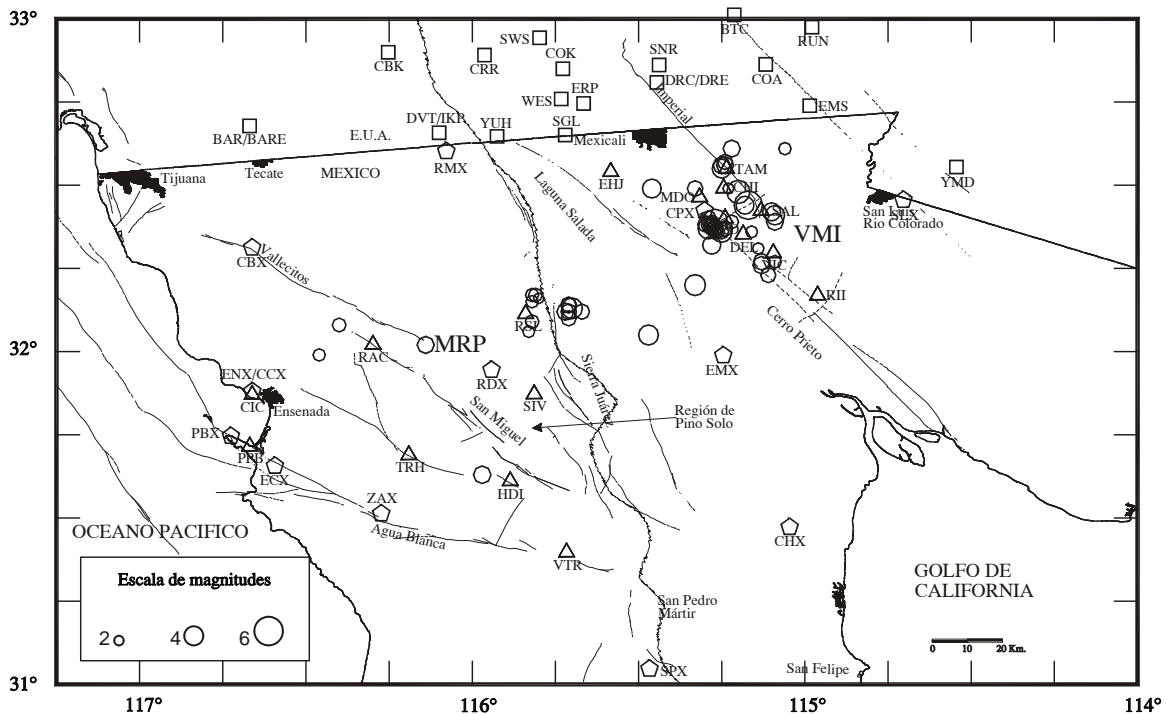 33°
32°
31°
117°
116°
115°
114°
BTC
RUN
SWS
COK
SNR
CBK
CRR
COA
DRC/DRE
ERP
WES
Imperial
EMS
DVT/IKP
YUH
SGL
BAR/BARE
E.U.A.
Mexicali
Tijuana
Tecate
MEXICO
RMX
EHJ
ATAM
YMD
Laguna Salada
MDO
CHI
CPX
SAL
San Luis
Rio Colorado
VMI
DEL
CBX
Vallecitos
RII
RSL
Cerro Prieto
MRP
RAC
EMX
RDX
Sierra Juárez
ENX/CCX
CIC
Ensenada
SIV
San Miguel
Región de
Pino Solo
PBX
PPB
ECX
TRH
HDI
ZAX
Agua Blanca
CHX
OCEANO PACIFICO
VTR
GOLFO DE
CALIFORNIA
Escala de magnitudes
2
4
6
San Pedro
Mártir
0
10
20 Km.
SPX
San Felipe